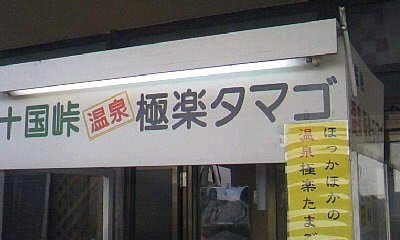 十国峠 温泉 極楽タマゴ
ほっかほかの
温泉極楽たまご